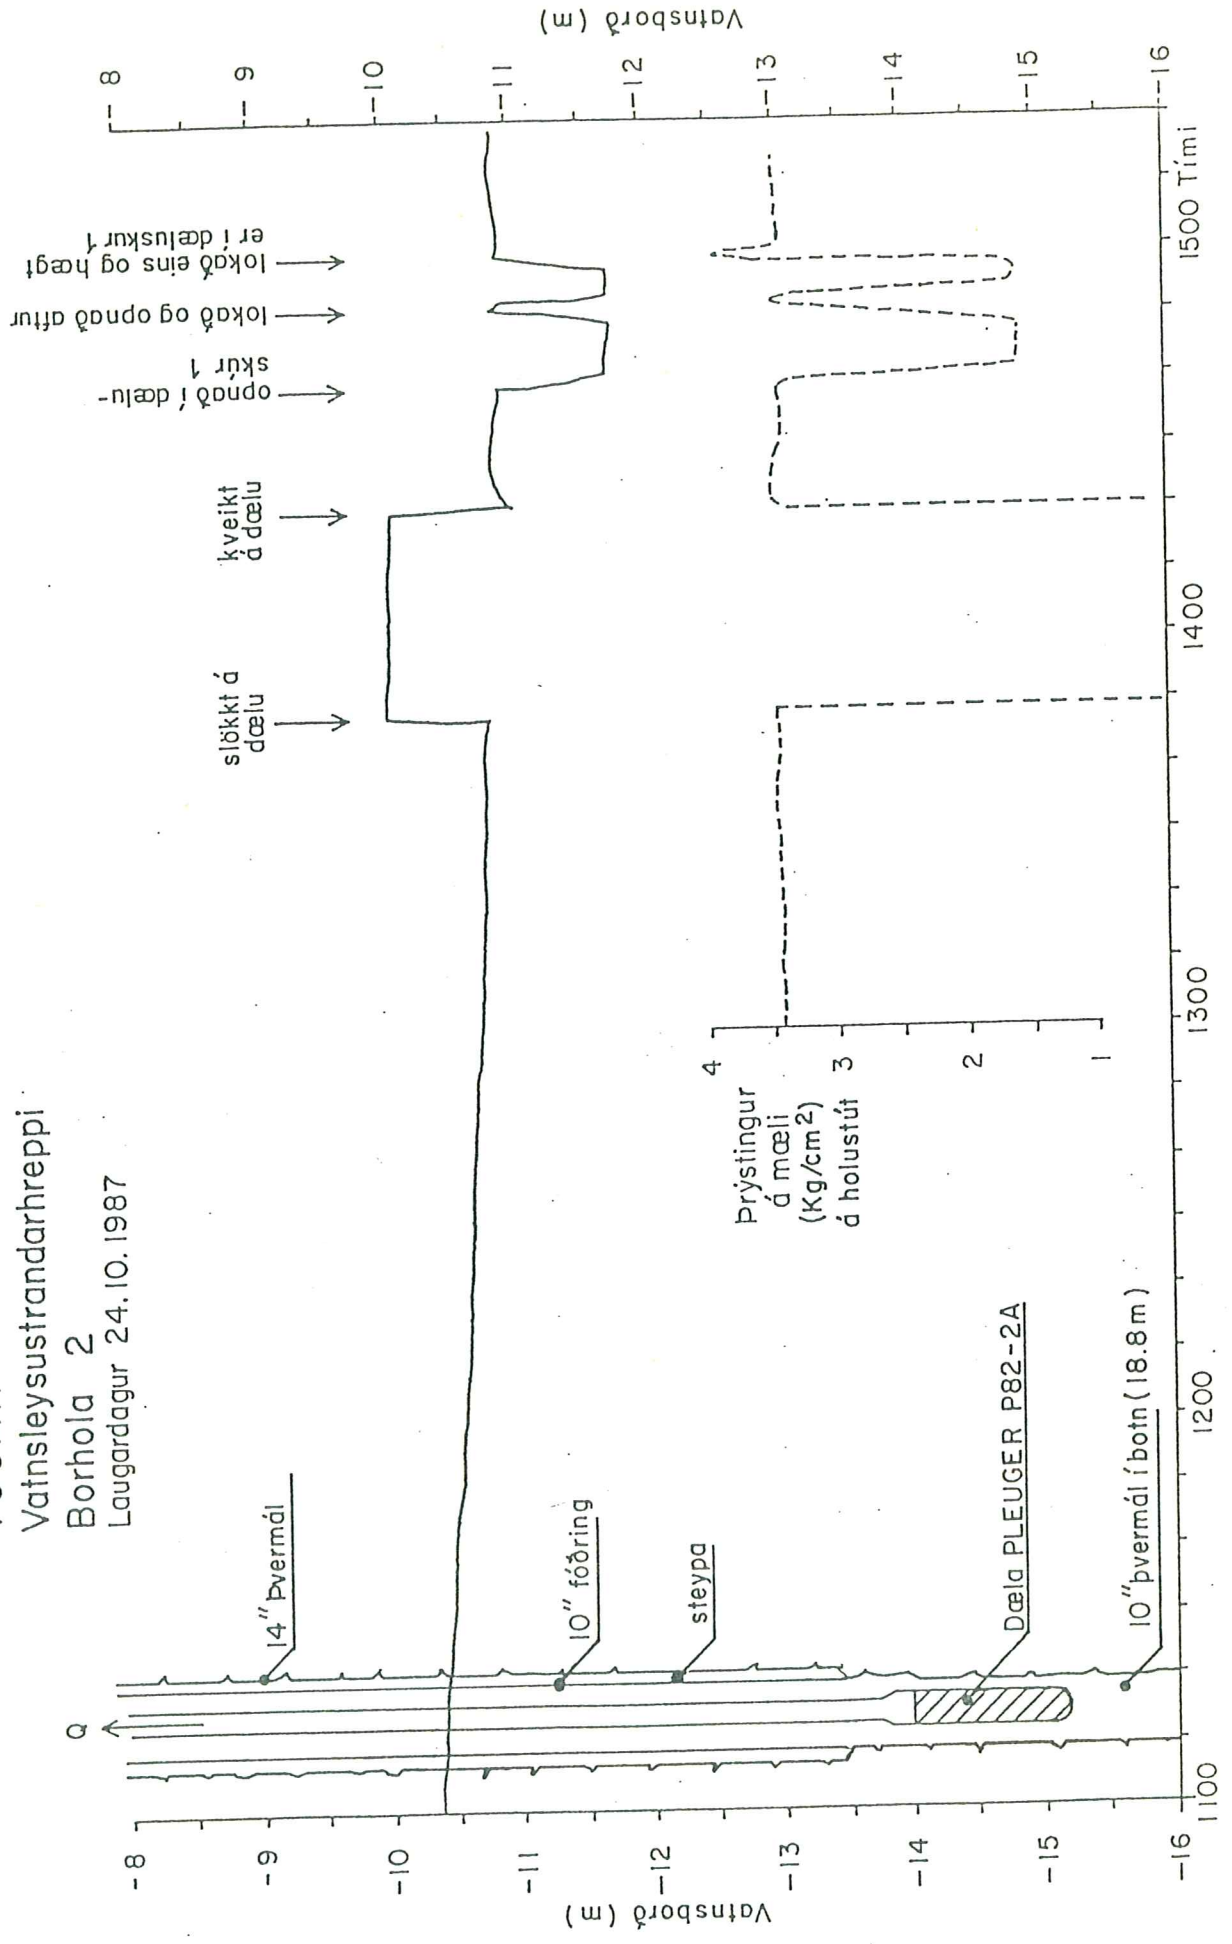 Vatnsleysustrandarhreppi
Borhola 2
Laugardagur 24.10.1987
Vatnsborð (m)
-8
-9
-10
-11
-12
-13
-14
-15
-16
Q
14" Þvermál
10" fóðring
steypa
Dæla PLEUGER P82-2A
10" þvermál í botn (18.8m)
slökkt á
dælu
kveikt
á dælu
opnað í dælu-
skúr 1
lokað og opnað aftur
lokað eins og hægt
er í dæluskur 1
Þrýstingur
á mæli
(Kg/cm2)
á holustút
4
3
2
1
1100
1200
1300
1400
1500 Tími
Vatnsborð (m)
-8
-9
-10
-11
-12
-13
-14
-15
-16